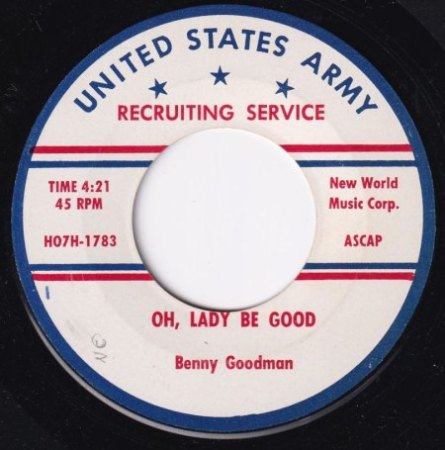 UNITED STATES ARMY
RECRUITING SERVICE
TIME 4:21
45 RPM
HO7H-1783
New World
Music Corp.
ASCAP
OH, LADY BE GOOD
Benny Goodman